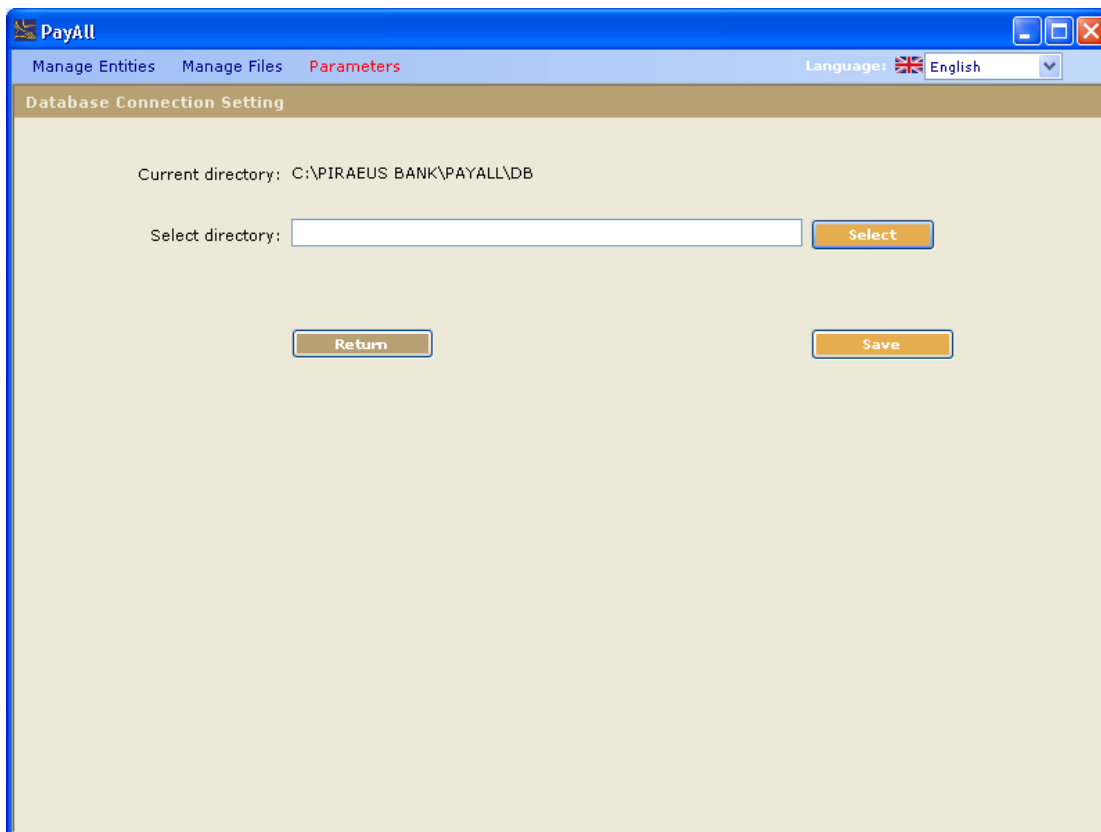 PayAll
Manage Entities Manage Files Parameters Language: English
Database Connection Setting
Current directory: C:\PIRAEUS BANK\PAYALL\DB
Select directory: Select
Return Save